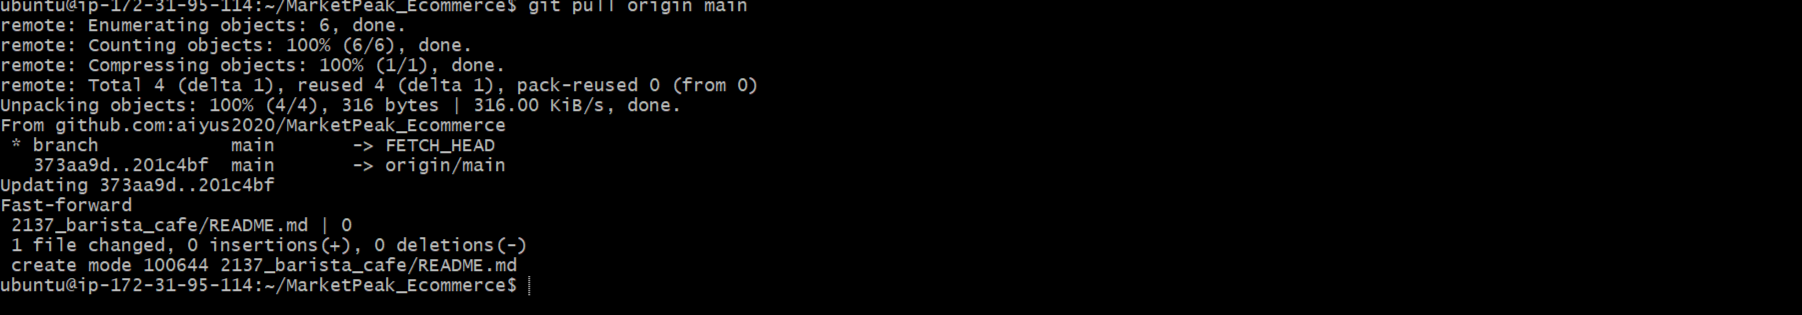 ubuntu@ip-172-31-95-114:~/MarketPeak_Ecommerce$ git pull origin main
remote: Enumerating objects: 6, done.
remote: Counting objects: 100% (6/6), done.
remote: Compressing objects: 100% (1/1), done.
remote: Total 4 (delta 1), reused 4 (delta 1), pack-reused 0 (from 0)
Unpacking objects: 100% (4/4), 316 bytes | 316.00 KiB/s, done.
From github.com:aiyus2020/MarketPeak_Ecommerce
 * branch            main       -> FETCH_HEAD
   373aa9d..201c4bf  main       -> origin/main
Updating 373aa9d..201c4bf
Fast-forward
 2137_barista_cafe/README.md | 0
 1 file changed, 0 insertions(+), 0 deletions(-)
 create mode 100644 2137_barista_cafe/README.md
ubuntu@ip-172-31-95-114:~/MarketPeak_Ecommerce$